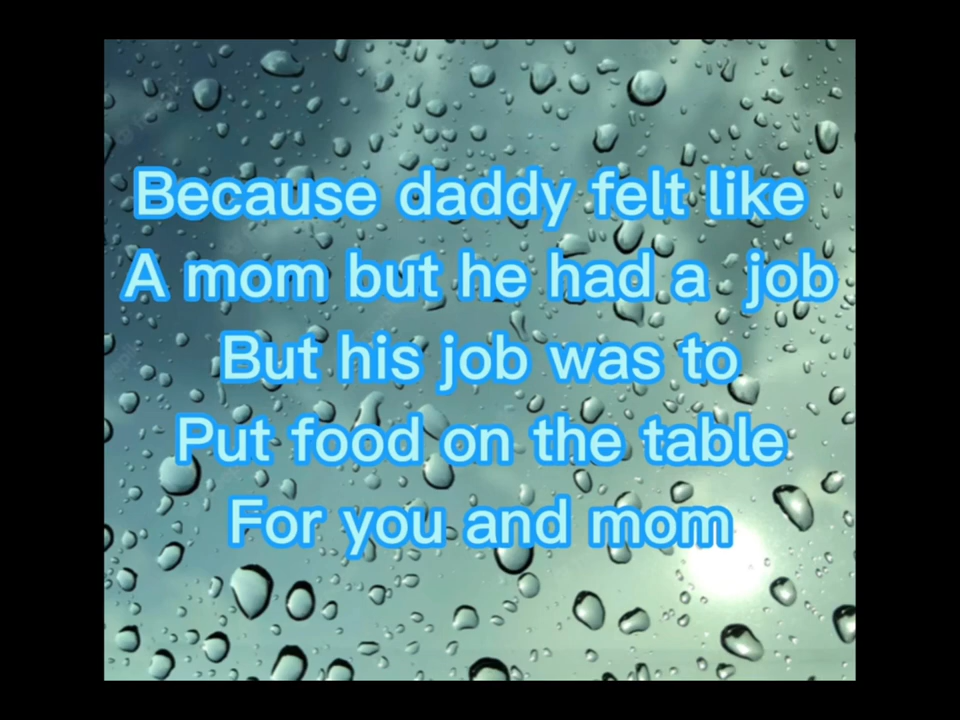 Because daddy felt like
A mom but he had a  job
But his job was to
Put food on the table
For you and mom